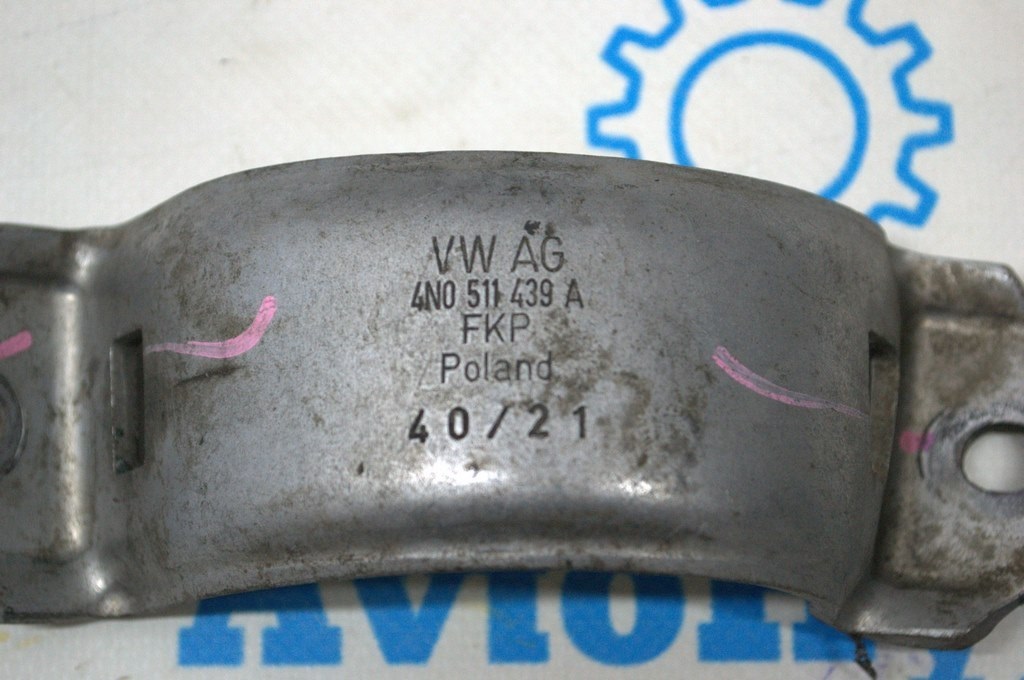 VW AG
4N0 511 439 A
FKP
Poland
40/21